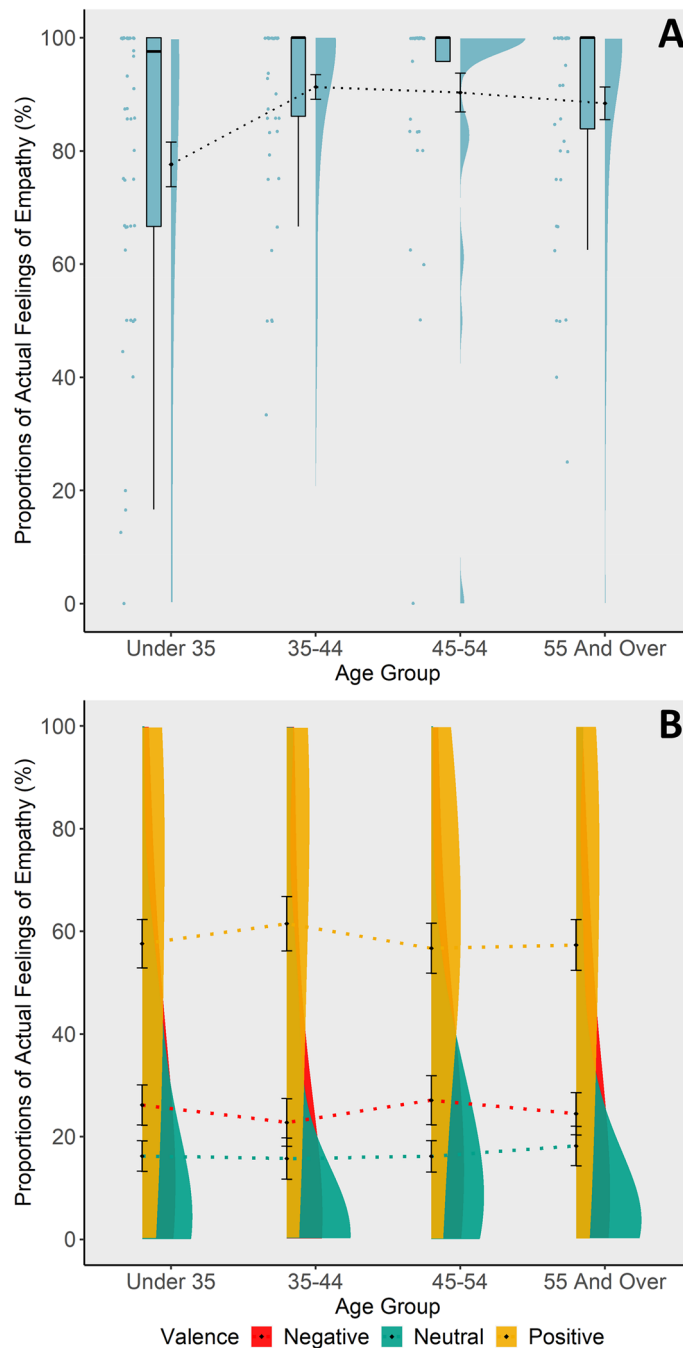 A
Proportions of Actual Feelings of Empathy (%)
100
80
60
40
20
0
Under 35 35-44 45-54 55 And Over
Age Group
B
Proportions of Actual Feelings of Empathy (%)
100
80
60
40
20
0
Under 35 35-44 45-54 55 And Over
Age Group
Valence Negative Neutral Positive